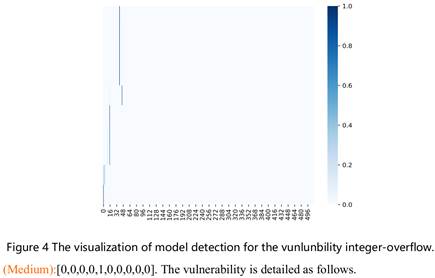 1.0
0.8
0.6
0.4
0.2
0.0
0 16 32 48 64 80 96 112 128 144 160 176 192 208 224 240 256 272 288 304 320 336 352 368 384 400 416 432 448 464 480 496
Figure 4 The visualization of model detection for the vunlunbility integer-overflow.
(Medium):[0,0,0,0,1,0,0,0,0,0]. The vulnerability is detailed as follows.